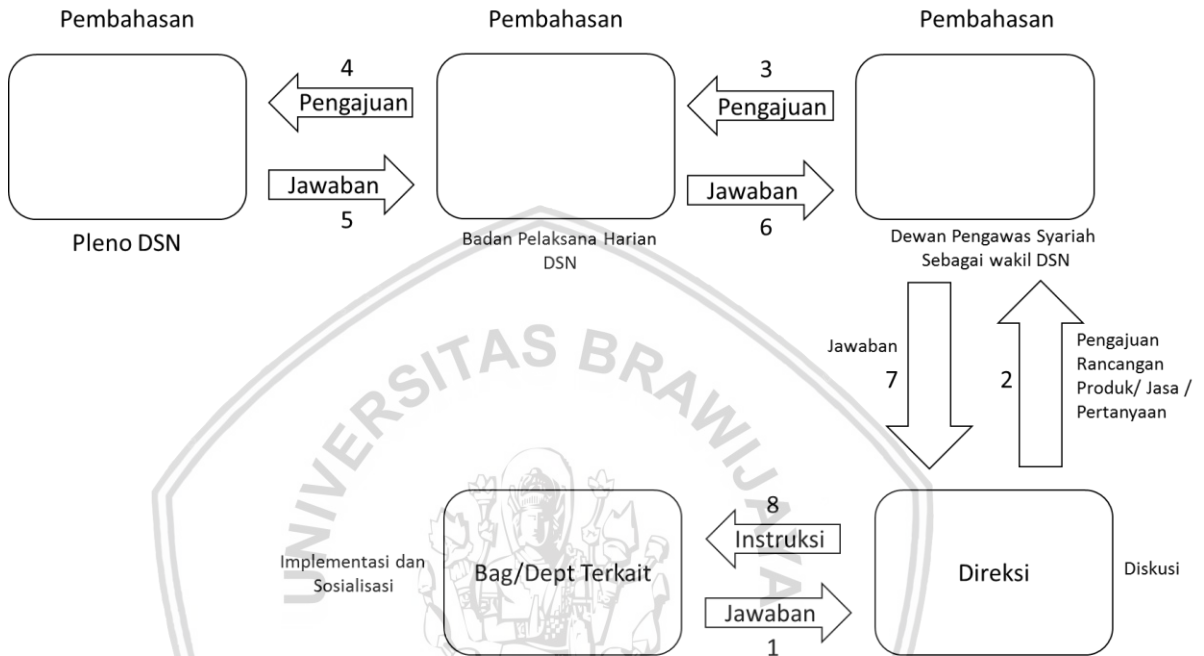 Pembahasan
Pembahasan
Pembahasan
4
Pengajuan
3
Pengajuan
Jawaban
5
Jawaban
6
Pleno DSN
Badan Pelaksana Harian
DSN
Dewan Pengawas Syariah
Sebagai wakil DSN
Jawaban
7
2
Pengajuan
Rancangan
Produk/ Jasa /
Pertanyaan
UNIVERSITAS BRAWIJAYA
Implementasi dan
Sosialisasi
Bag/Dept Terkait
8
Instruksi
Jawaban
1
Direksi
Diskusi